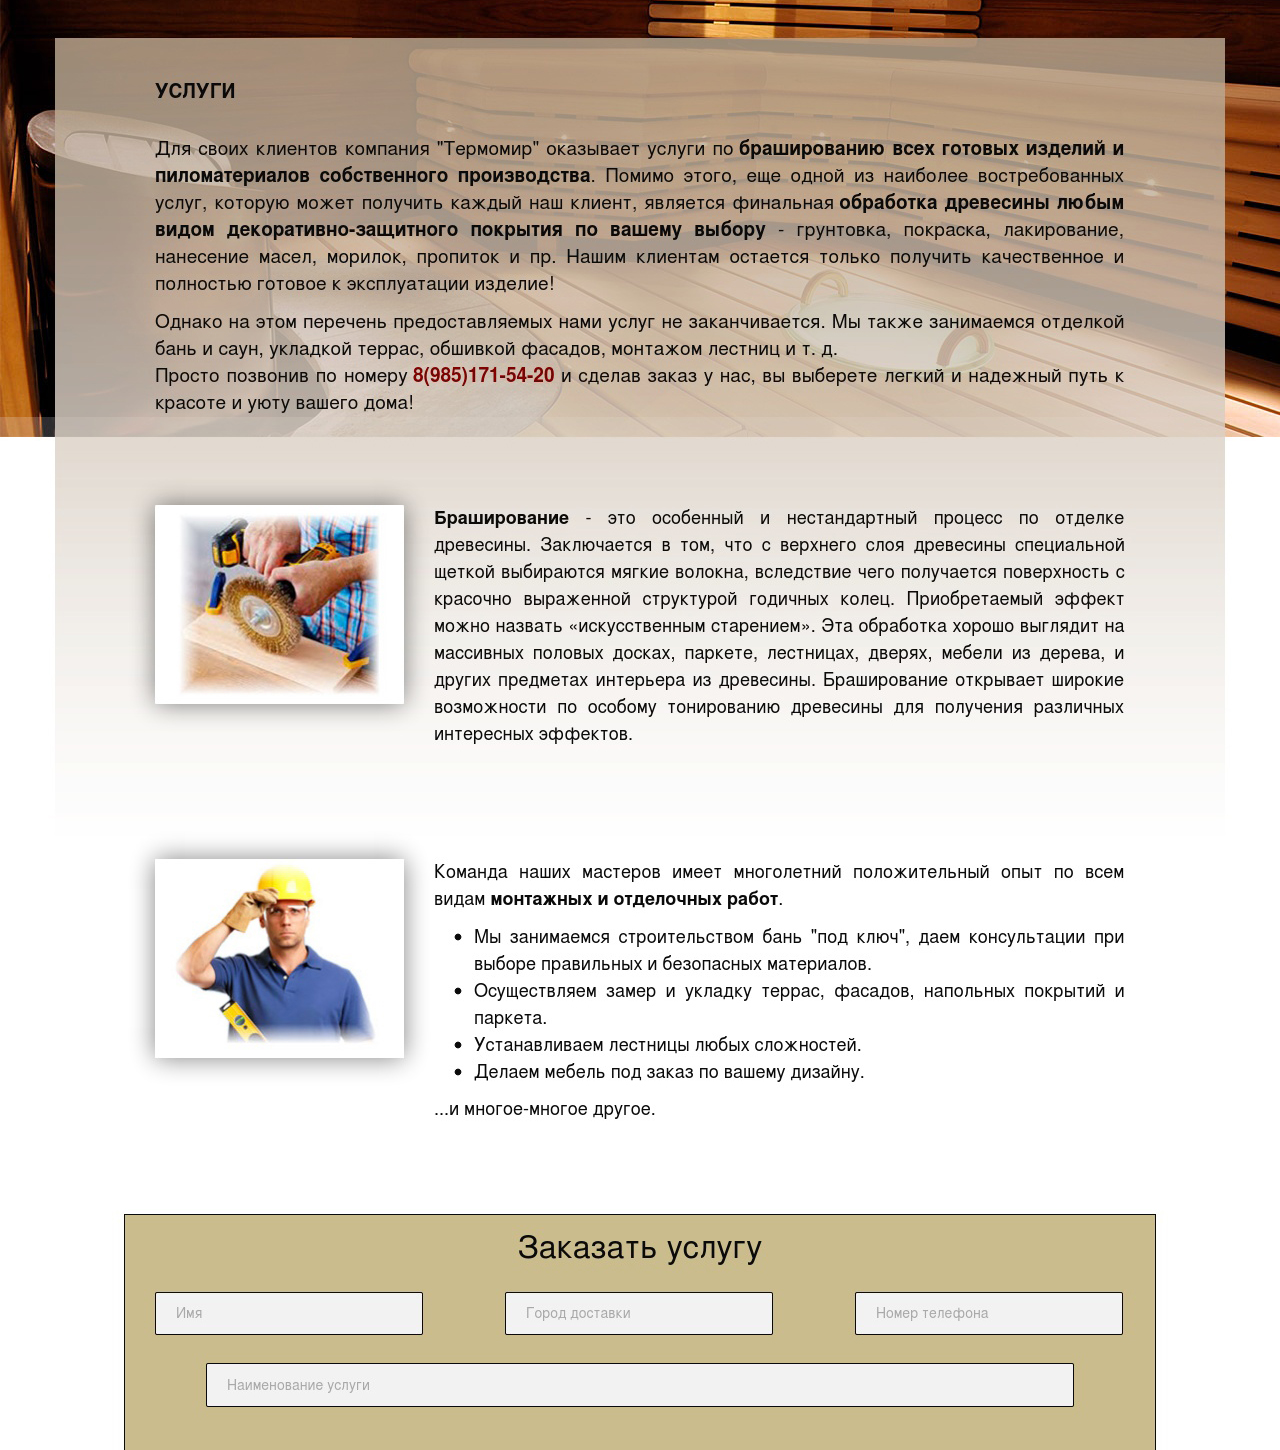 УСЛУГИ
Для своих клиентов компания "Термомир" оказывает услуги по брашированию всех готовых изделий и
пиломатериалов собственного производства. Помимо этого, еще одной из наиболее востребованных
услуг, которую может получить каждый наш клиент, является финальная обработка древесины любым
видом декоративно-защитного покрытия по вашему выбору - грунтовка, покраска, лакирование,
нанесение масел, морилок, пропиток и пр. Нашим клиентам остается только получить качественное и
полностью готовое к эксплуатации изделие!
Однако на этом перечень предоставляемых нами услуг не заканчивается. Мы также занимаемся отделкой
бань и саун, укладкой террас, обшивкой фасадов, монтажом лестниц и т. д.
Просто позвонив по номеру 8(985)171-54-20 и сделав заказ у нас, вы выберете легкий и надежный путь к
красоте и уюту вашего дома!
Браширование - это особенный и нестандартный процесс по отделке
древесины. Заключается в том, что с верхнего слоя древесины специальной
щеткой выбираются мягкие волокна, вследствие чего получается поверхность с
красочно выраженной структурой годичных колец. Приобретаемый эффект
можно назвать «искусственным старением». Эта обработка хорошо выглядит на
массивных половых досках, паркете, лестницах, дверях, мебели из дерева, и
других предметах интерьера из древесины. Браширование открывает широкие
возможности по особому тонированию древесины для получения различных
интересных эффектов.
Команда наших мастеров имеет многолетний положительный опыт по всем
видам монтажных и отделочных работ.
• Мы занимаемся строительством бань "под ключ", даем консультации при
выборе правильных и безопасных материалов.
• Осуществляем замер и укладку террас, фасадов, напольных покрытий и
паркета.
• Устанавливаем лестницы любых сложностей.
• Делаем мебель под заказ по вашему дизайну.
...и многое-многое другое.
Заказать услугу
Имя
Город доставки
Номер телефона
Наименование услуги